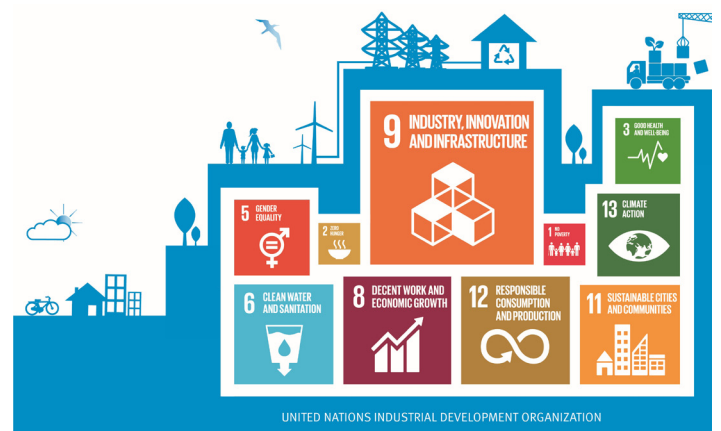 9 INDUSTRY, INNOVATION
AND INFRASTRUCTURE
3 GOOD HEALTH
AND WELL-BEING
5 GENDER
EQUALITY
2 ZERO
HUNGER
1 NO
POVERTY
13 CLIMATE
ACTION
6 CLEAN WATER
AND SANITATION
8 DECENT WORK AND
ECONOMIC GROWTH
12 RESPONSIBLE
CONSUMPTION
AND PRODUCTION
11 SUSTAINABLE CITIES
AND COMMUNITIES
UNITED NATIONS INDUSTRIAL DEVELOPMENT ORGANIZATION